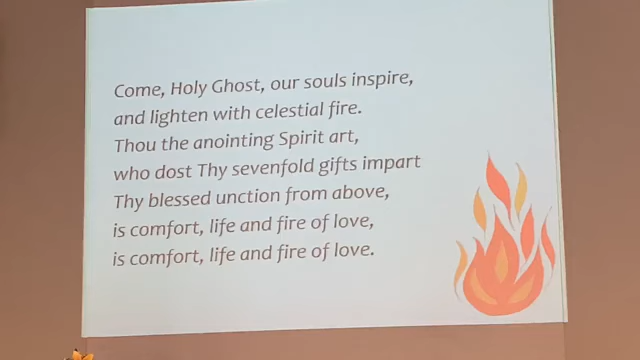 Come, Holy Ghost, our souls inspire,
and lighten with celestial fire.
Thou the anointing Spirit art,
who dost Thy sevenfold gifts impart
Thy blessed unction from above,
is comfort, life and fire of love,
is comfort, life and fire of love.